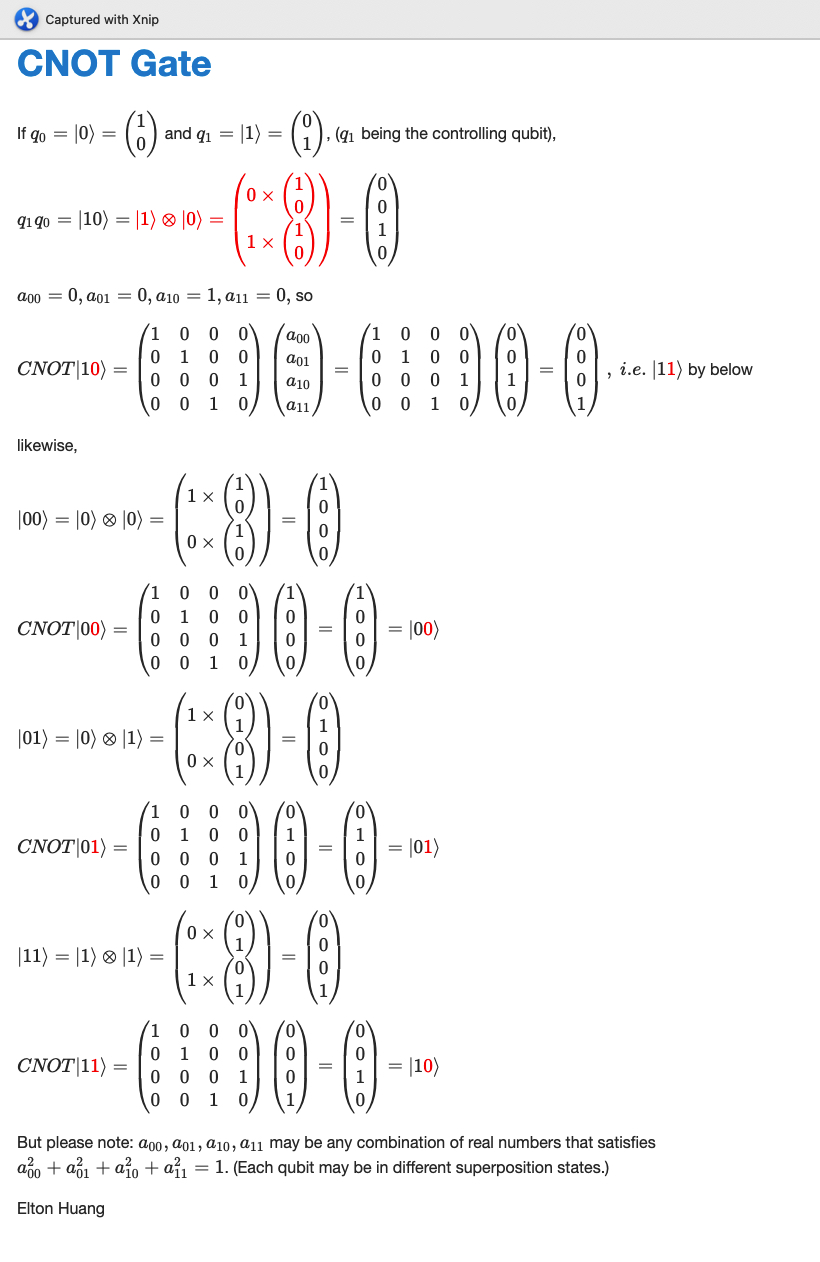 Captured with Xnip
CNOT Gate
If q₀ = |0⟩ = (1 0) and q₁ = |1⟩ = (0 1), (q₁ being the controlling qubit),
q₁q₀ = |10⟩ = |1⟩ ⊗ |0⟩ = (0 × (1 0) 1 × (1 0)) = (0 0 1 0)
a₀₀ = 0, a₀₁ = 0, a₁₀ = 1, a₁₁ = 0, so
CNOT|10⟩ = (1 0 0 0 0 1 0 0 0 0 0 1 0 0 1 0) (a₀₀ a₀₁ a₁₀ a₁₁) = (1 0 0 0 0 1 0 0 0 0 0 1 0 0 1 0) (0 0 1 0) = (0 0 0 1), i.e. |11⟩ by below
likewise,
|00⟩ = |0⟩ ⊗ |0⟩ = (1 × (1 0) 0 × (1 0)) = (1 0 0 0)
CNOT|00⟩ = (1 0 0 0 0 1 0 0 0 0 0 1 0 0 1 0) (1 0 0 0) = (1 0 0 0) = |00⟩
|01⟩ = |0⟩ ⊗ |1⟩ = (1 × (0 1) 0 × (0 1)) = (0 1 0 0)
CNOT|01⟩ = (1 0 0 0 0 1 0 0 0 0 0 1 0 0 1 0) (0 1 0 0) = (0 1 0 0) = |01⟩
|11⟩ = |1⟩ ⊗ |1⟩ = (0 × (0 1) 1 × (0 1)) = (0 0 0 1)
CNOT|11⟩ = (1 0 0 0 0 1 0 0 0 0 0 1 0 0 1 0) (0 0 0 1) = (0 0 1 0) = |10⟩
But please note: a₀₀, a₀₁, a₁₀, a₁₁ may be any combination of real numbers that satisfies
a₀₀² + a₀₁² + a₁₀² + a₁₁² = 1. (Each qubit may be in different superposition states.)
Elton Huang